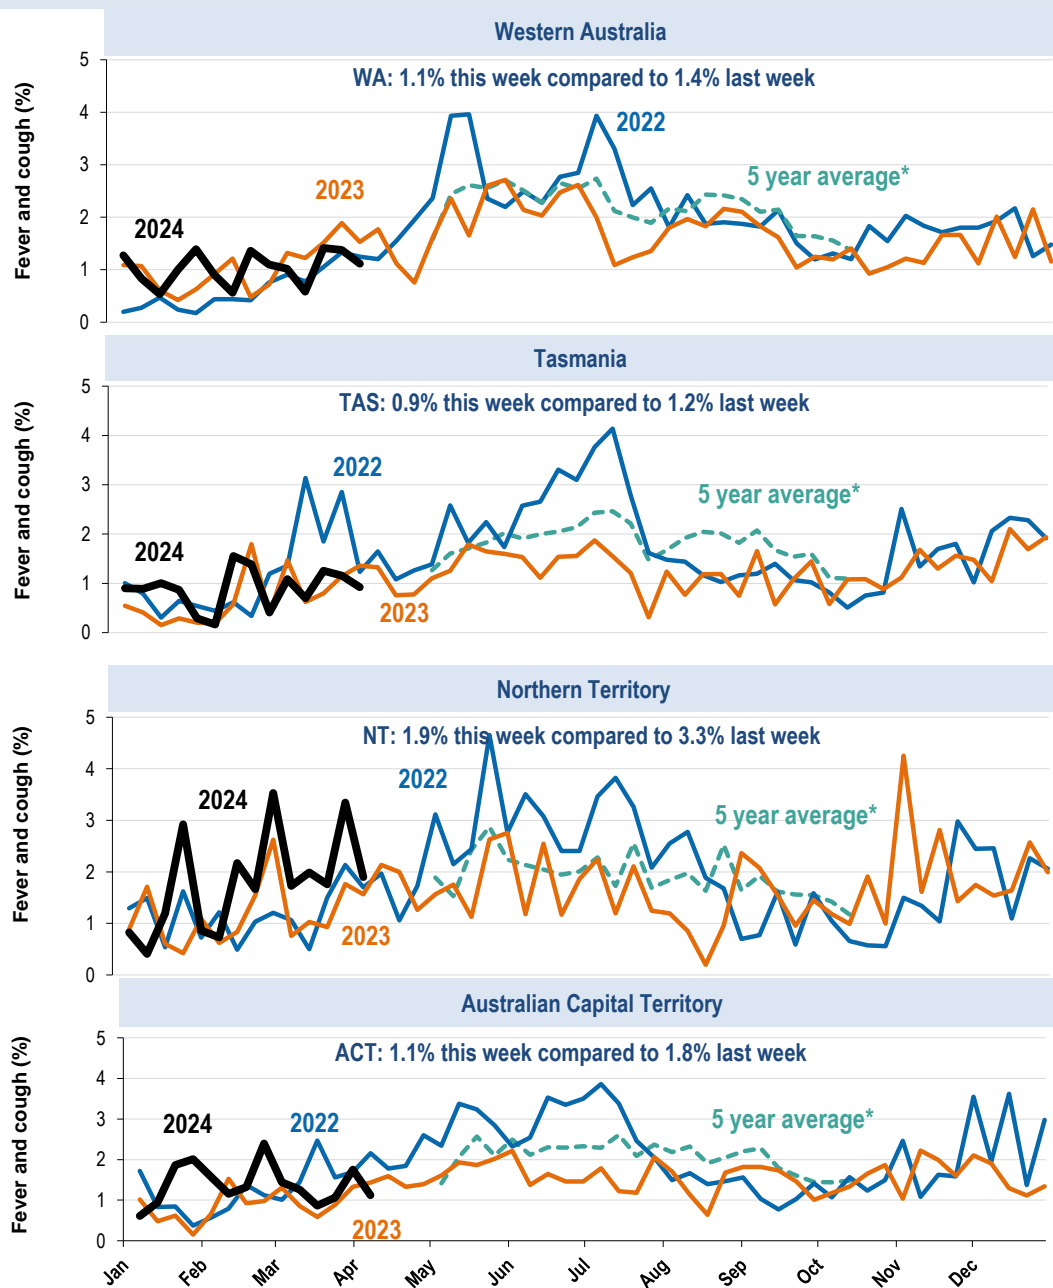 Western Australia
WA: 1.1% this week compared to 1.4% last week
Fever and cough (%)
5
4
3
2
1
0
2022
2023
2024
5 year average*
Tasmania
TAS: 0.9% this week compared to 1.2% last week
Fever and cough (%)
5
4
3
2
1
0
2022
2024
2023
5 year average*
Northern Territory
NT: 1.9% this week compared to 3.3% last week
Fever and cough (%)
5
4
3
2
1
0
2022
2024
2023
5 year average*
Australian Capital Territory
ACT: 1.1% this week compared to 1.8% last week
Fever and cough (%)
5
4
3
2
1
0
2024
2022
2023
5 year average*
Jan Feb Mar Apr May Jun Jul Aug Sep Oct Nov Dec